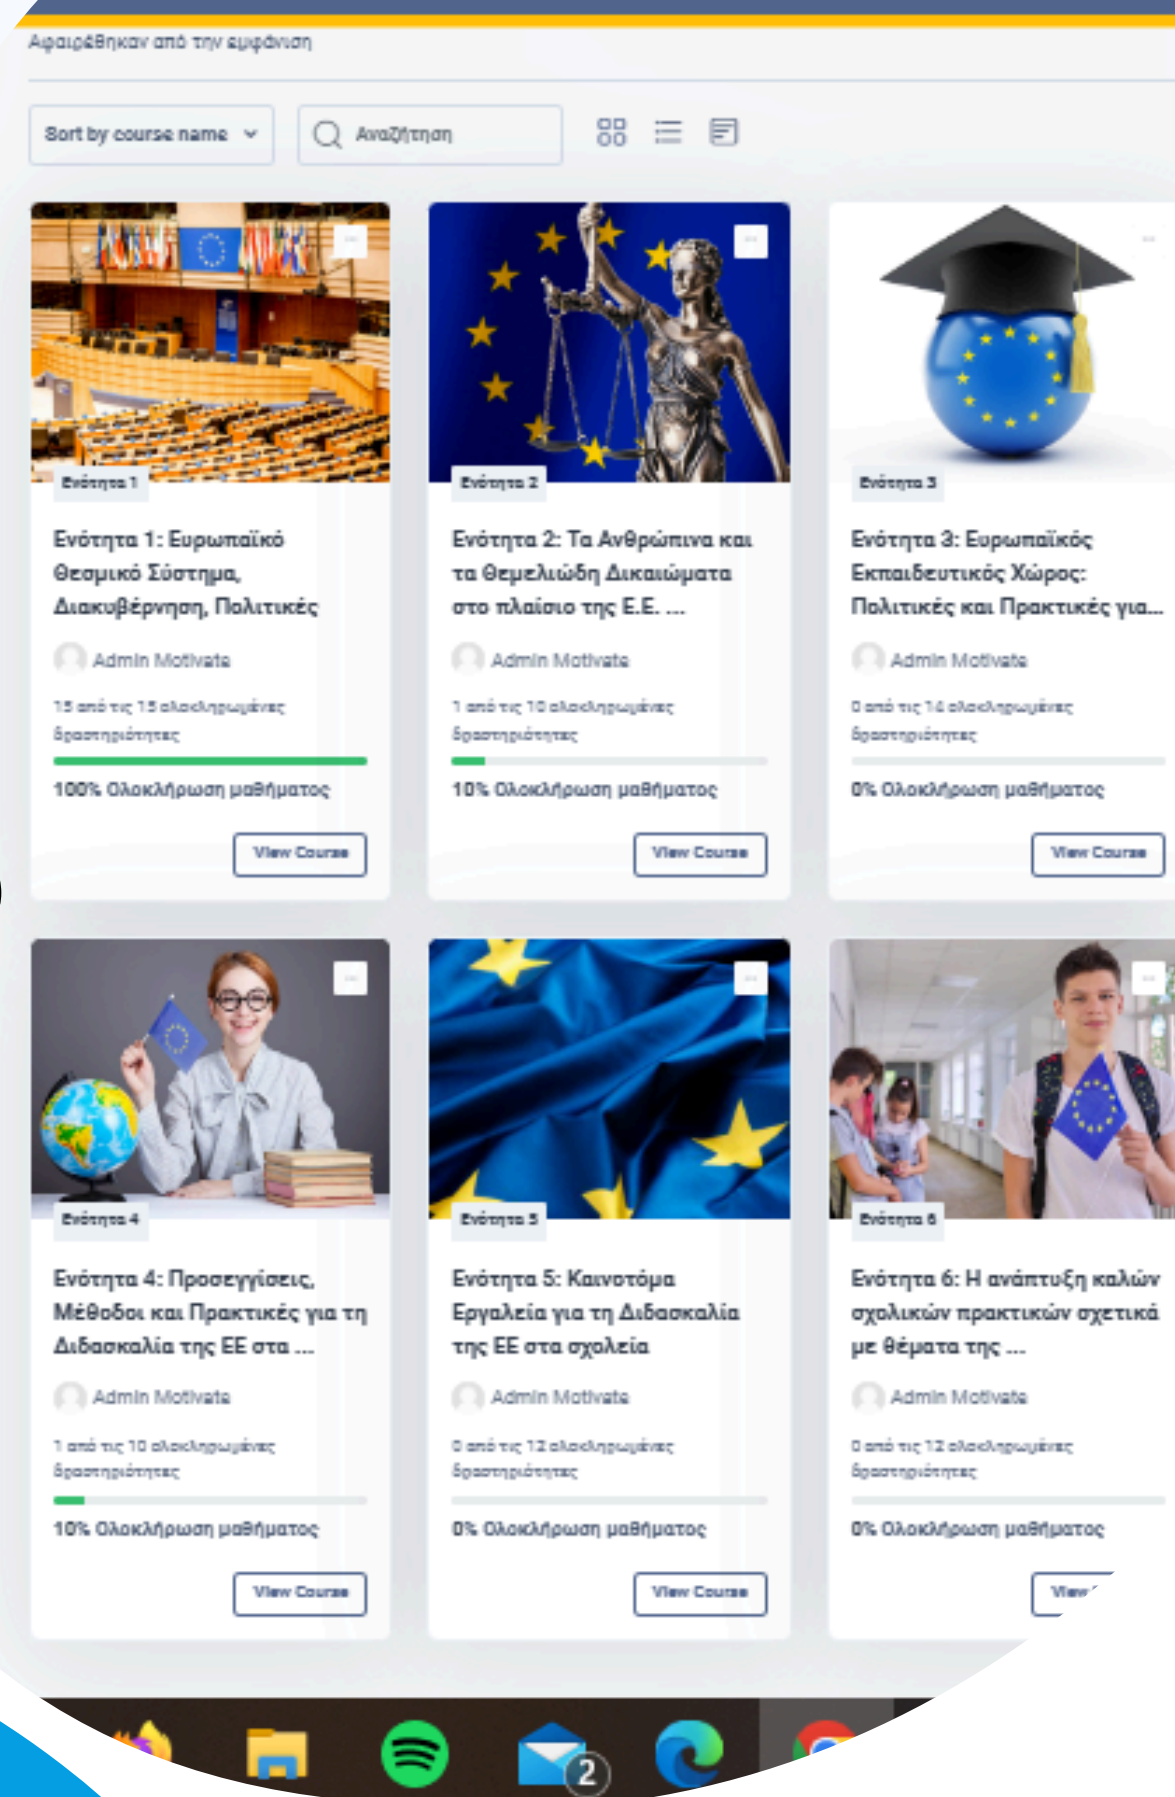 Αφαιρέθηκαν από την εμφάνιση
Sort by course name
Αναζήτηση
Ενότητα 1
Ενότητα 1: Ευρωπαϊκό
Θεσμικό Σύστημα,
Διακυβέρνηση, Πολιτικές
Admin Motivate
15 από τις 15 ολοκληρωμένες
δραστηριότητες
100% Ολοκλήρωση μαθήματος
View Course
Ενότητα 2
Ενότητα 2: Τα Ανθρώπινα και
τα Θεμελιώδη Δικαιώματα
στο πλαίσιο της Ε.Ε. ...
Admin Motivate
1 από τις 10 ολοκληρωμένες
δραστηριότητες
10% Ολοκλήρωση μαθήματος
View Course
Ενότητα 3
Ενότητα 3: Ευρωπαϊκός
Εκπαιδευτικός Χώρος:
Πολιτικές και Πρακτικές για...
Admin Motivate
0 από τις 14 ολοκληρωμένες
δραστηριότητες
0% Ολοκλήρωση μαθήματος
View Course
Ενότητα 4
Ενότητα 4: Προσεγγίσεις,
Μέθοδοι και Πρακτικές για τη
Διδασκαλία της ΕΕ στα ...
Admin Motivate
1 από τις 10 ολοκληρωμένες
δραστηριότητες
10% Ολοκλήρωση μαθήματος
View Course
Ενότητα 5
Ενότητα 5: Καινοτόμα
Εργαλεία για τη Διδασκαλία
της ΕΕ στα σχολεία
Admin Motivate
0 από τις 12 ολοκληρωμένες
δραστηριότητες
0% Ολοκλήρωση μαθήματος
View Course
Ενότητα 6
Ενότητα 6: Η ανάπτυξη καλών
σχολικών πρακτικών σχετικά
με θέματα της ...
Admin Motivate
0 από τις 12 ολοκληρωμένες
δραστηριότητες
0% Ολοκλήρωση μαθήματος
View
2